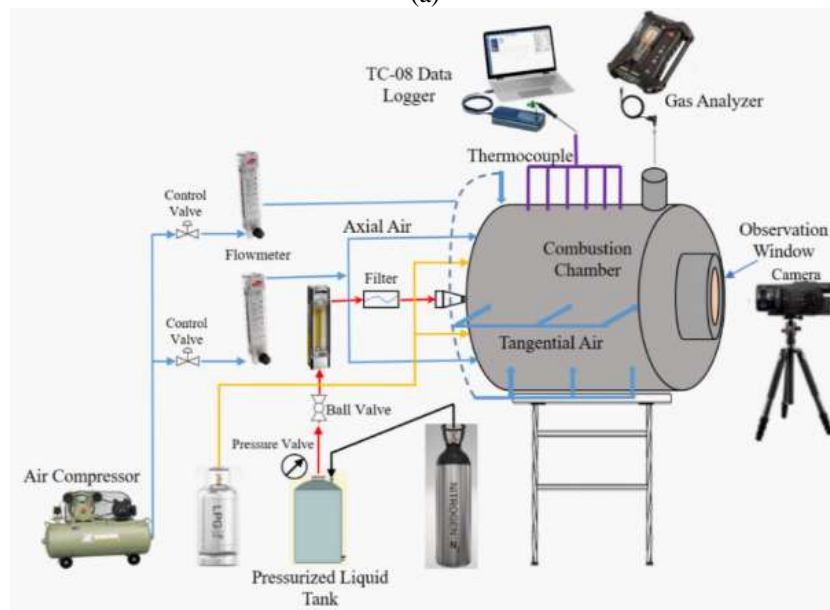 (a)
TC-08 Data
Logger
Gas Analyzer
Thermocouple
Control
Valve
Axial Air
Observation
Window
Combustion
Chamber
Flowmeter
Filter
Camera
Control
Valve
Tangential Air
Ball Valve
Pressure Valve
Air Compressor
LPG
NITROGEN
Pressurized Liquid
Tank